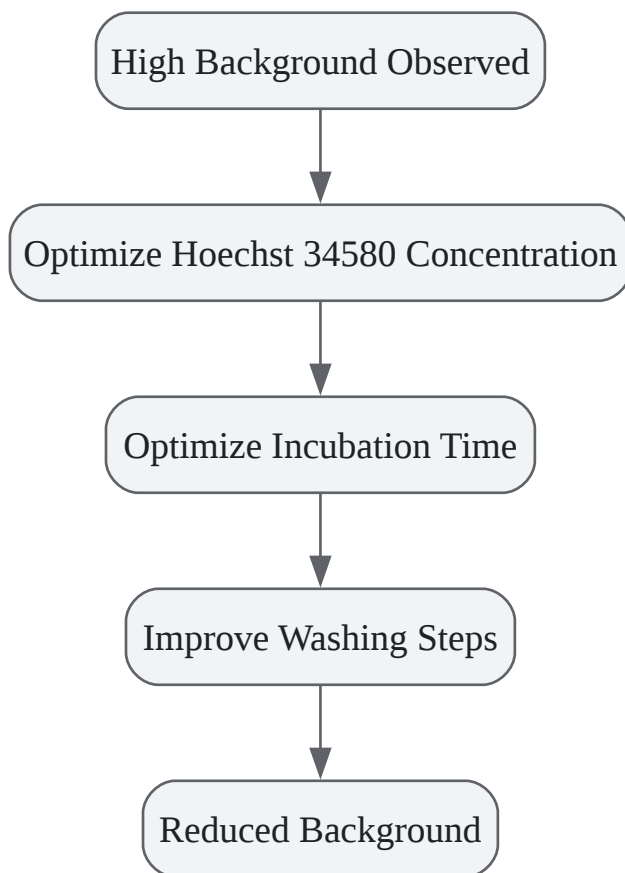 High Background Observed
Optimize Hoechst 34580 Concentration
Optimize Incubation Time
Improve Washing Steps
Reduced Background